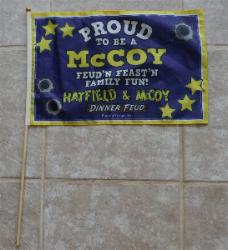 PROUD
TO BE A
McCOY
FEUD'N FEAST'N
FAMILY FUN!
HATFIELD & McCOY
DINNER FEUD